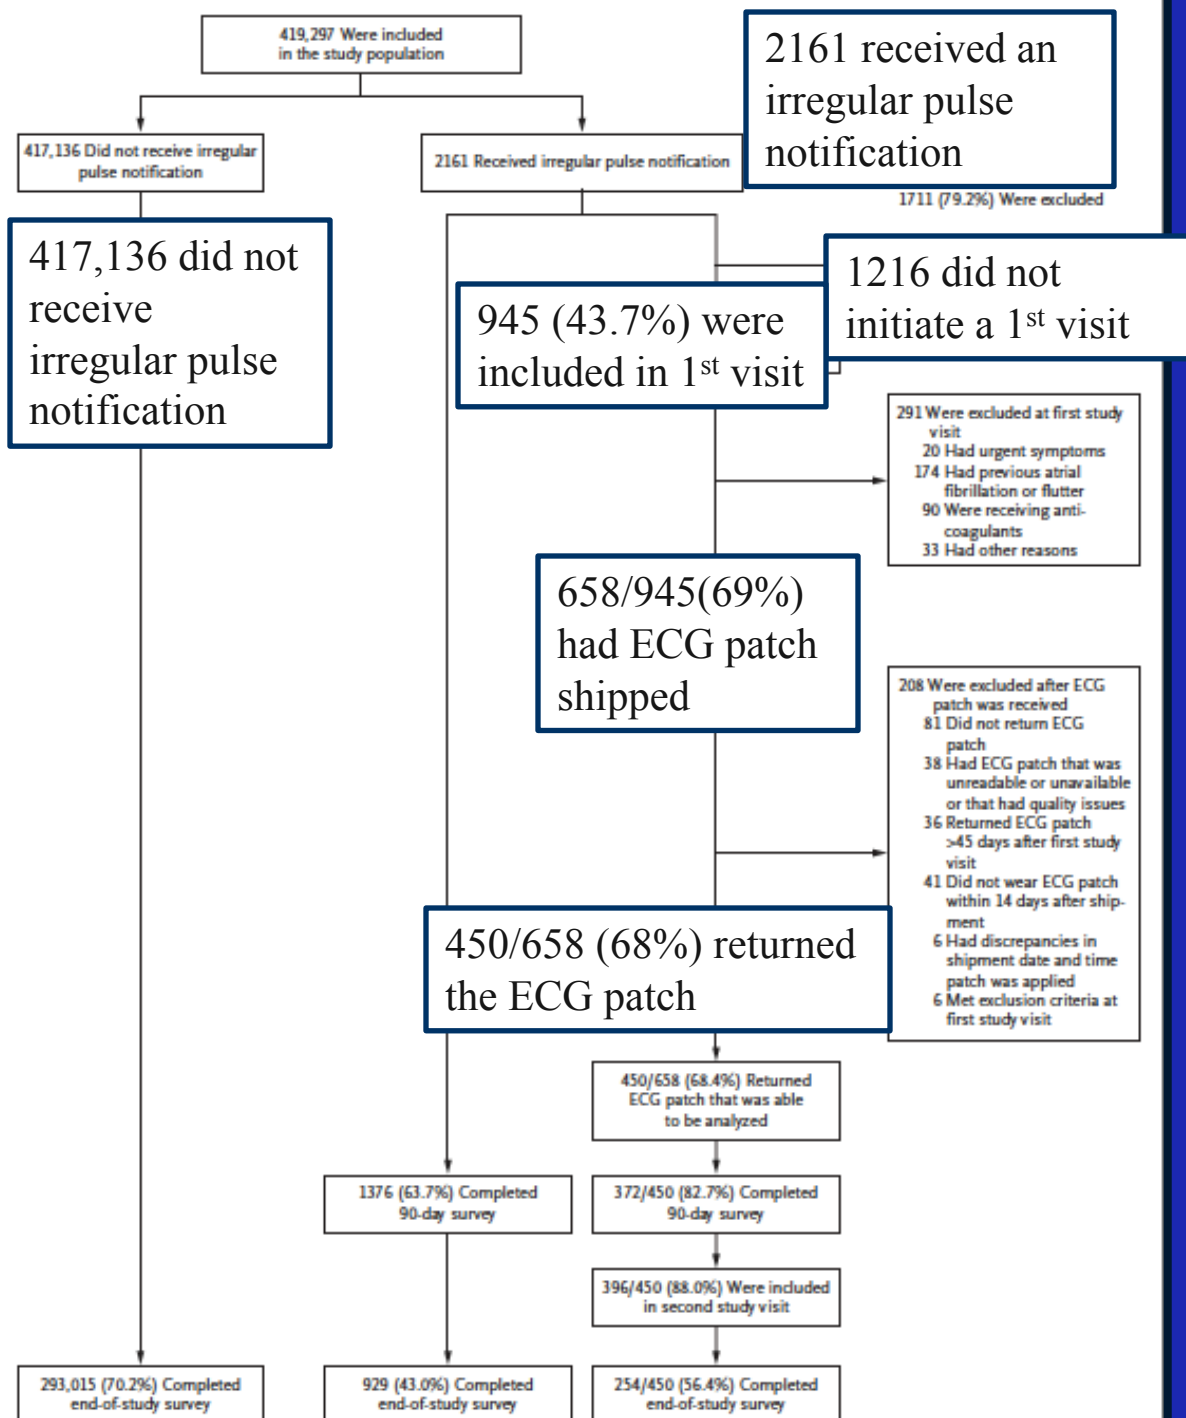 419,297 Were included
in the study population
2161 received an
irregular pulse
notification
417,136 Did not receive irregular
pulse notification
2161 Received irregular pulse notification
1711 (79.2%) Were excluded
417,136 did not
receive
irregular pulse
notification
945 (43.7%) were
included in 1st visit
1216 did not
initiate a 1st visit
291 Were excluded at first study
visit
20 Had urgent symptoms
174 Had previous atrial
fibrillation or flutter
90 Were receiving anti-
coagulants
33 Had other reasons
658/945(69%)
had ECG patch
shipped
208 Were excluded after ECG
patch was received
81 Did not return ECG
patch
38 Had ECG patch that was
unreadable or unavailable
or that had quality issues
36 Returned ECG patch
>45 days after first study
visit
41 Did not wear ECG patch
within 14 days after ship-
ment
6 Had discrepancies in
shipment date and time
patch was applied
6 Met exclusion criteria at
first study visit
450/658 (68%) returned
the ECG patch
450/658 (68.4%) Returned
ECG patch that was able
to be analyzed
1376 (63.7%) Completed
90-day survey
372/450 (82.7%) Completed
90-day survey
396/450 (88.0%) Were included
in second study visit
293,015 (70.2%) Completed
end-of-study survey
929 (43.0%) Completed
end-of-study survey
254/450 (56.4%) Completed
end-of-study survey